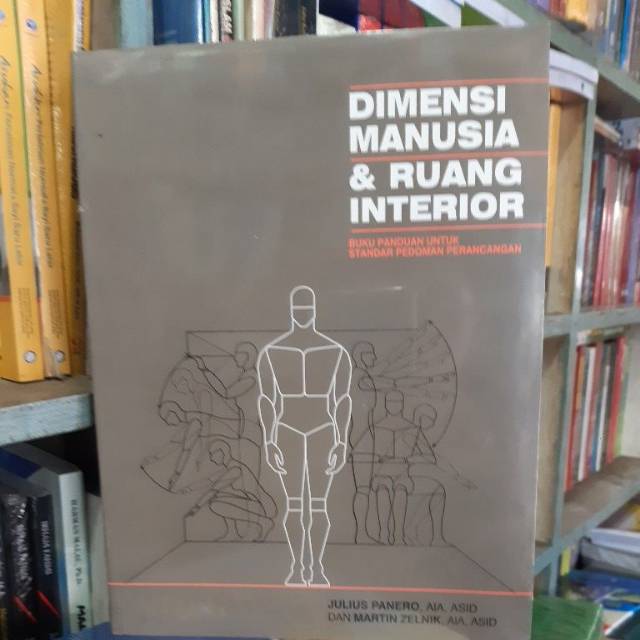 DIMENSI
MANUSIA
& RUANG
INTERIOR
BUKU PANDUAN UNTUK
STANDAR PEDOMAN PERANCANGAN
JULIUS PANERO, AIA, ASID
DAN MARTIN ZELNIK, AIA, ASID